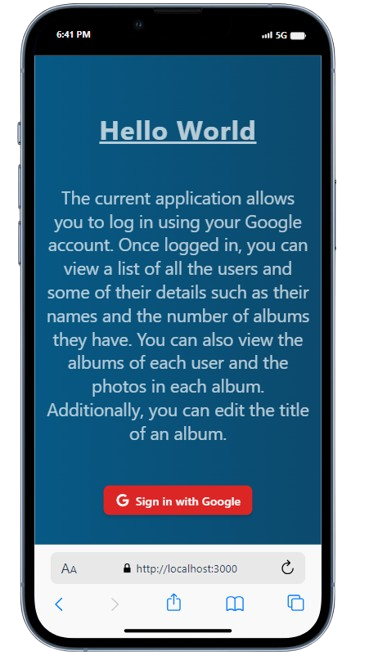 6:41 PM
5G
Hello World
The current application allows
you to log in using your Google
account. Once logged in, you can
view a list of all the users and
some of their details such as their
names and the number of albums
they have. You can also view the
albums of each user and the
photos in each album.
Additionally, you can edit the title
of an album.
G Sign in with Google
AA http://localhost:3000